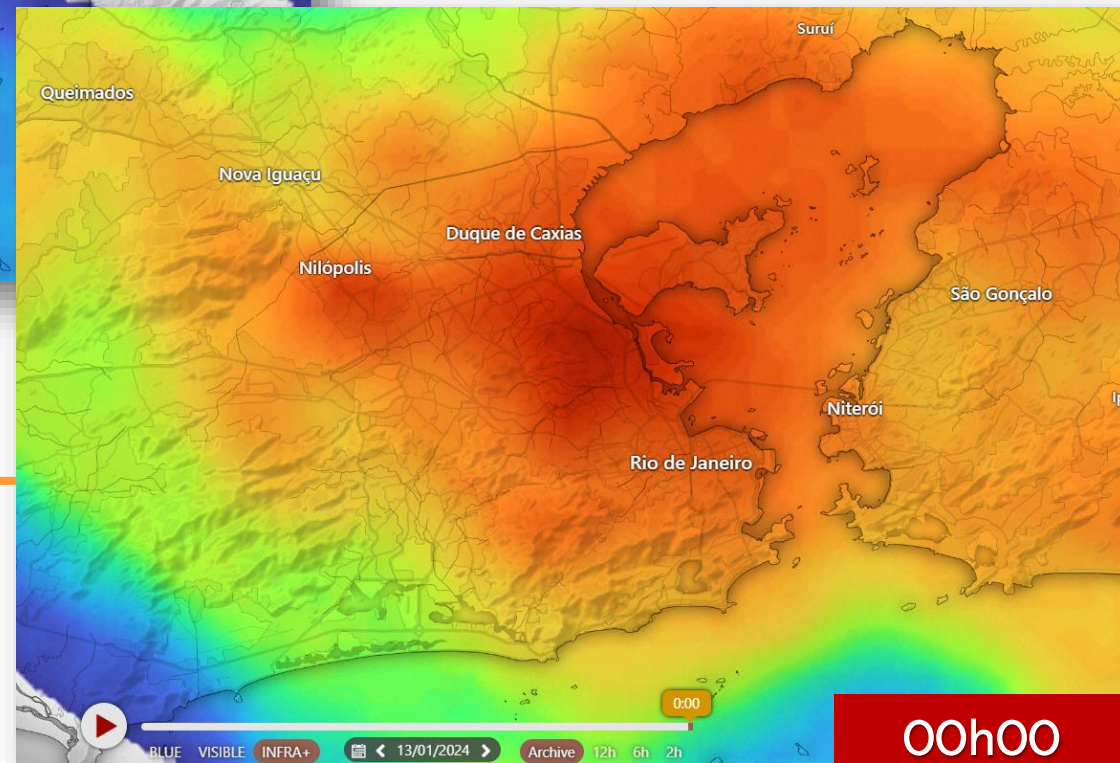 Suruí
Queimados
Nova Iguaçu
Duque de Caxias
Nilópolis
São Gonçalo
Niterói
Rio de Janeiro
0:00
BLUE VISIBLE INFRA+ 13/01/2024 Archive 12h 6h 2h
00h00